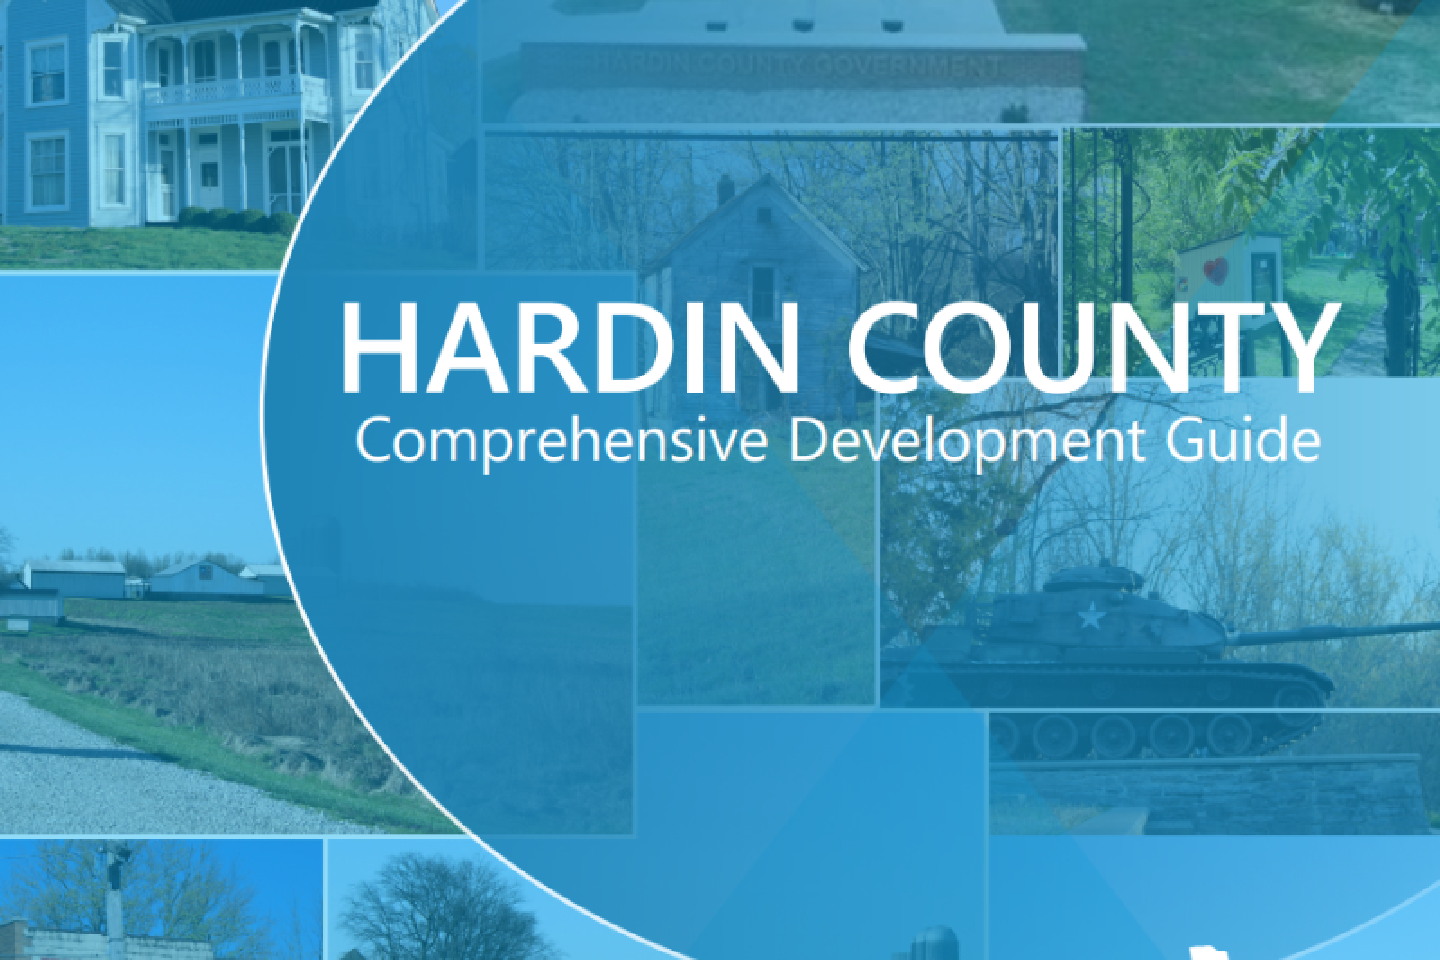 HARDIN COUNTY GOVERNMENT
HARDIN COUNTY
Comprehensive Development Guide